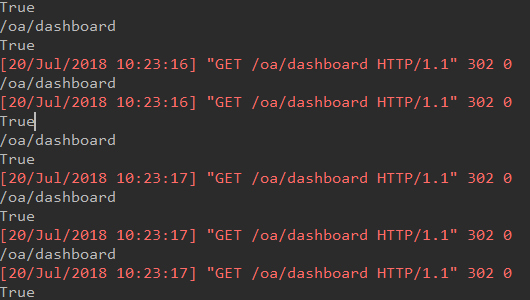 True
/oa/dashboard
True
[20/Jul/2018 10:23:16] "GET /oa/dashboard HTTP/1.1" 302 0
/oa/dashboard
[20/Jul/2018 10:23:16] "GET /oa/dashboard HTTP/1.1" 302 0
True
/oa/dashboard
True
[20/Jul/2018 10:23:17] "GET /oa/dashboard HTTP/1.1" 302 0
/oa/dashboard
True
[20/Jul/2018 10:23:17] "GET /oa/dashboard HTTP/1.1" 302 0
/oa/dashboard
[20/Jul/2018 10:23:17] "GET /oa/dashboard HTTP/1.1" 302 0
True